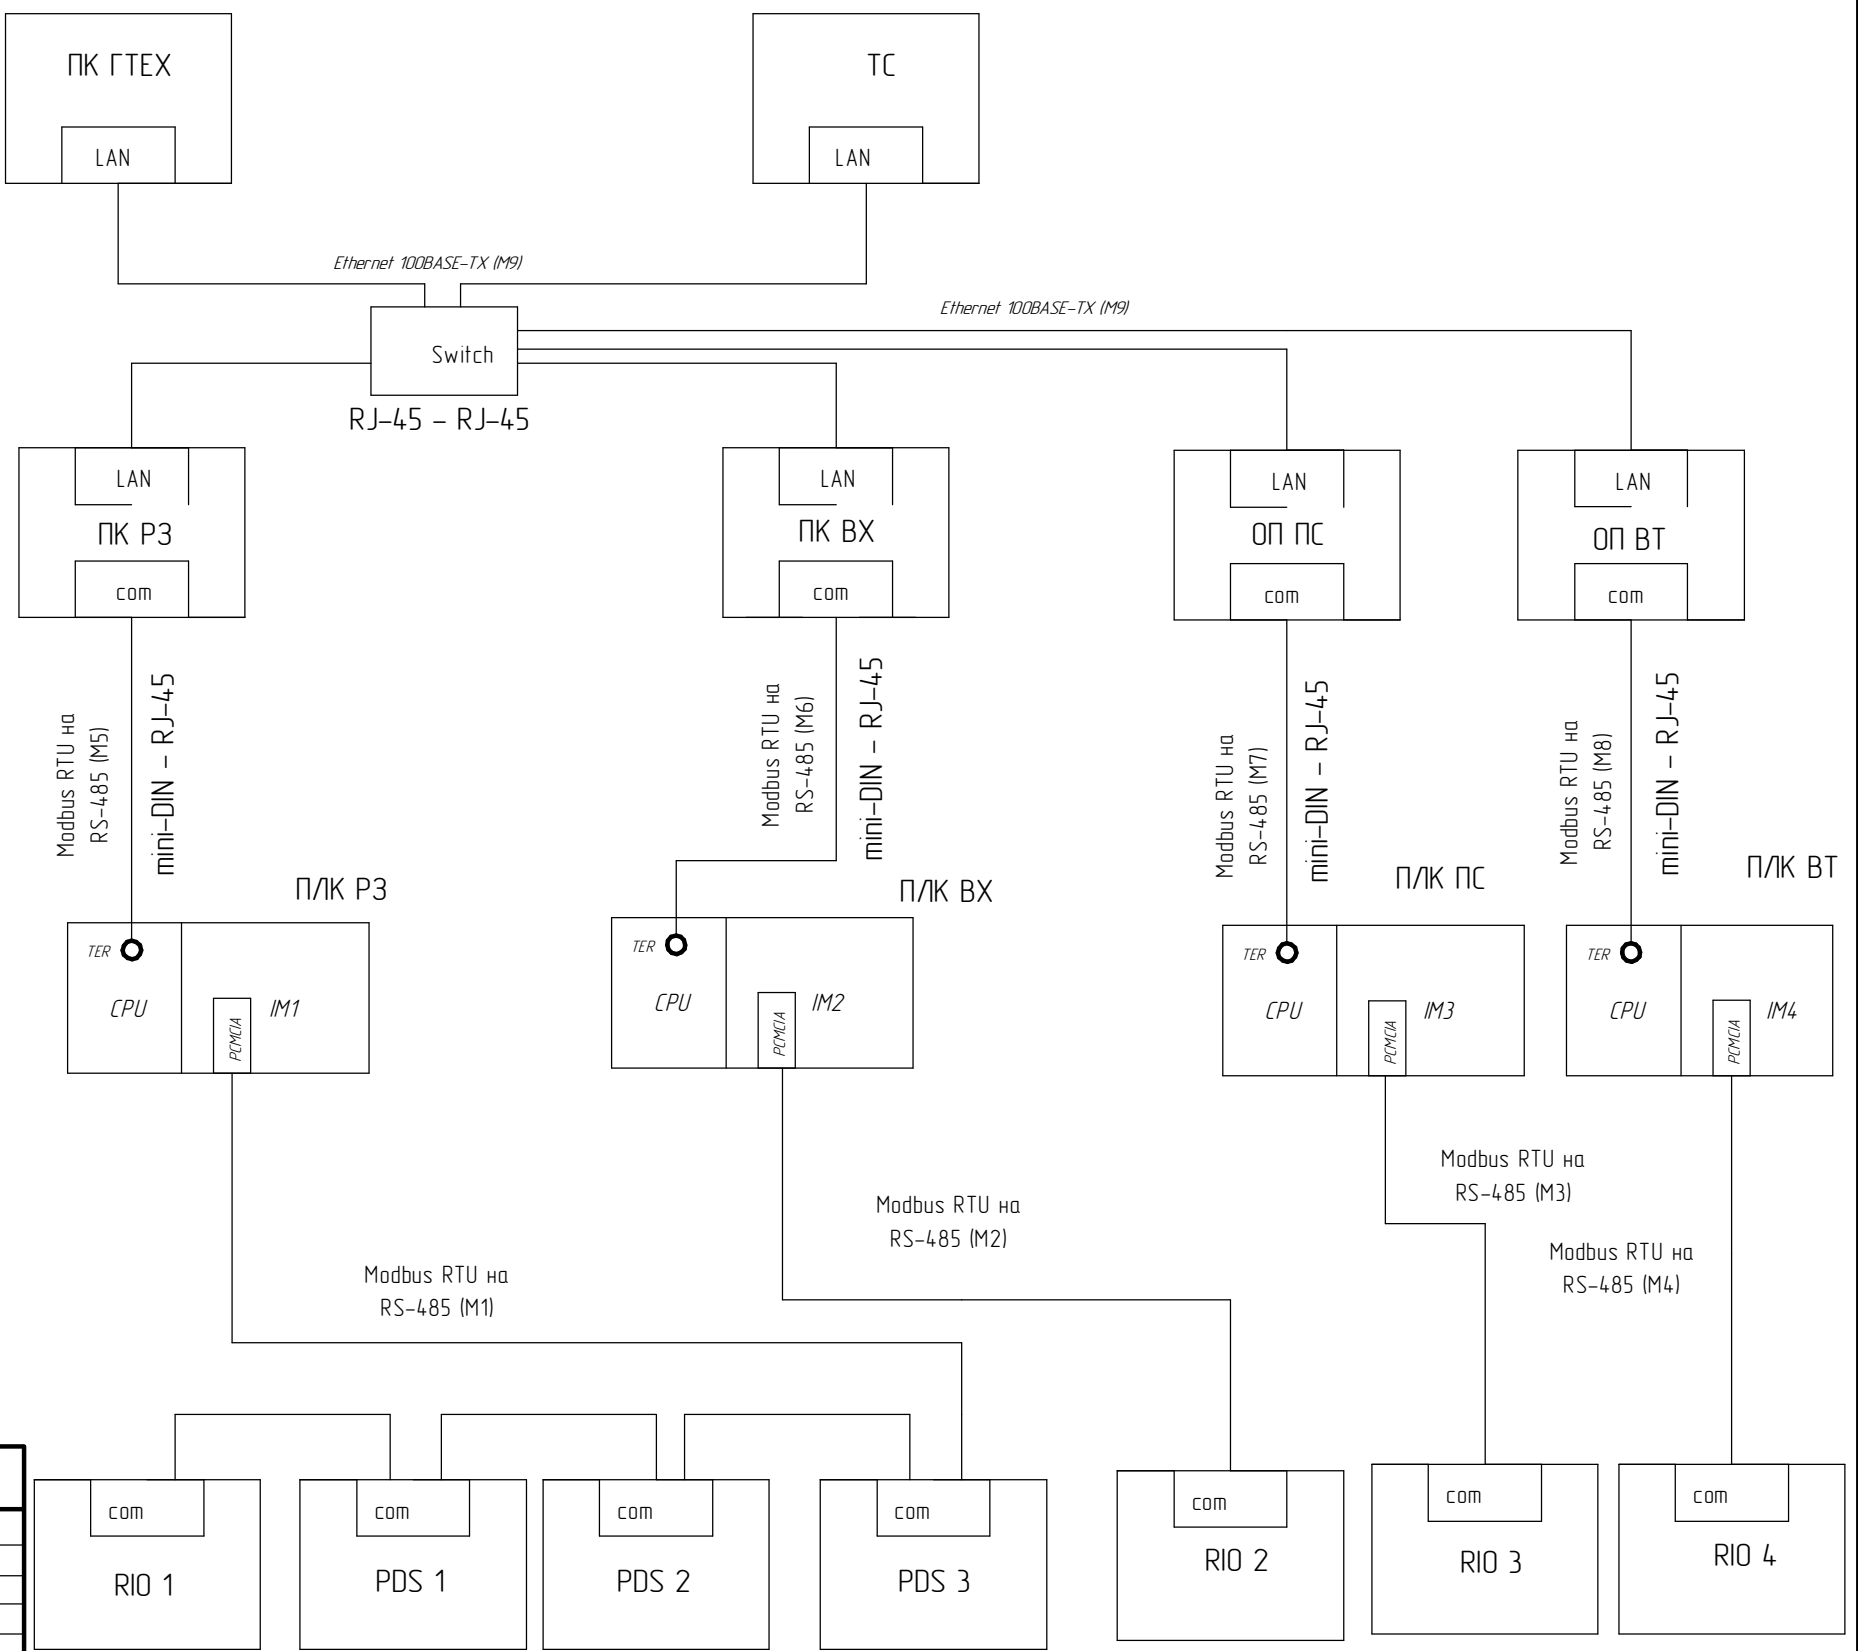 ПК ГТЕХ
ТС
LAN
LAN
Ethernet 100BASE-TX (M9)
Ethernet 100BASE-TX (M9)
Switch
RJ-45 - RJ-45
LAN
LAN
LAN
LAN
ПК РЗ
ПК ВХ
ОП ПС
ОП ВТ
com
com
com
com
Modbus RTU на
RS-485 (M5)
mini-DIN - RJ-45
Modbus RTU на
RS-485 (M6)
mini-DIN - RJ-45
Modbus RTU на
RS-485 (M7)
mini-DIN - RJ-45
Modbus RTU на
RS-485 (M8)
mini-DIN - RJ-45
ПЛК РЗ
ПЛК ВХ
ПЛК ПС
ПЛК ВТ
TER
CPU
PCMCIA
IM1
TER
CPU
PCMCIA
IM2
TER
CPU
PCMCIA
IM3
TER
CPU
PCMCIA
IM4
Modbus RTU на
RS-485 (M3)
Modbus RTU на
RS-485 (M2)
Modbus RTU на
RS-485 (M4)
Modbus RTU на
RS-485 (M1)
com
com
com
com
com
com
com
RIO 1
PDS 1
PDS 2
PDS 3
RIO 2
RIO 3
RIO 4